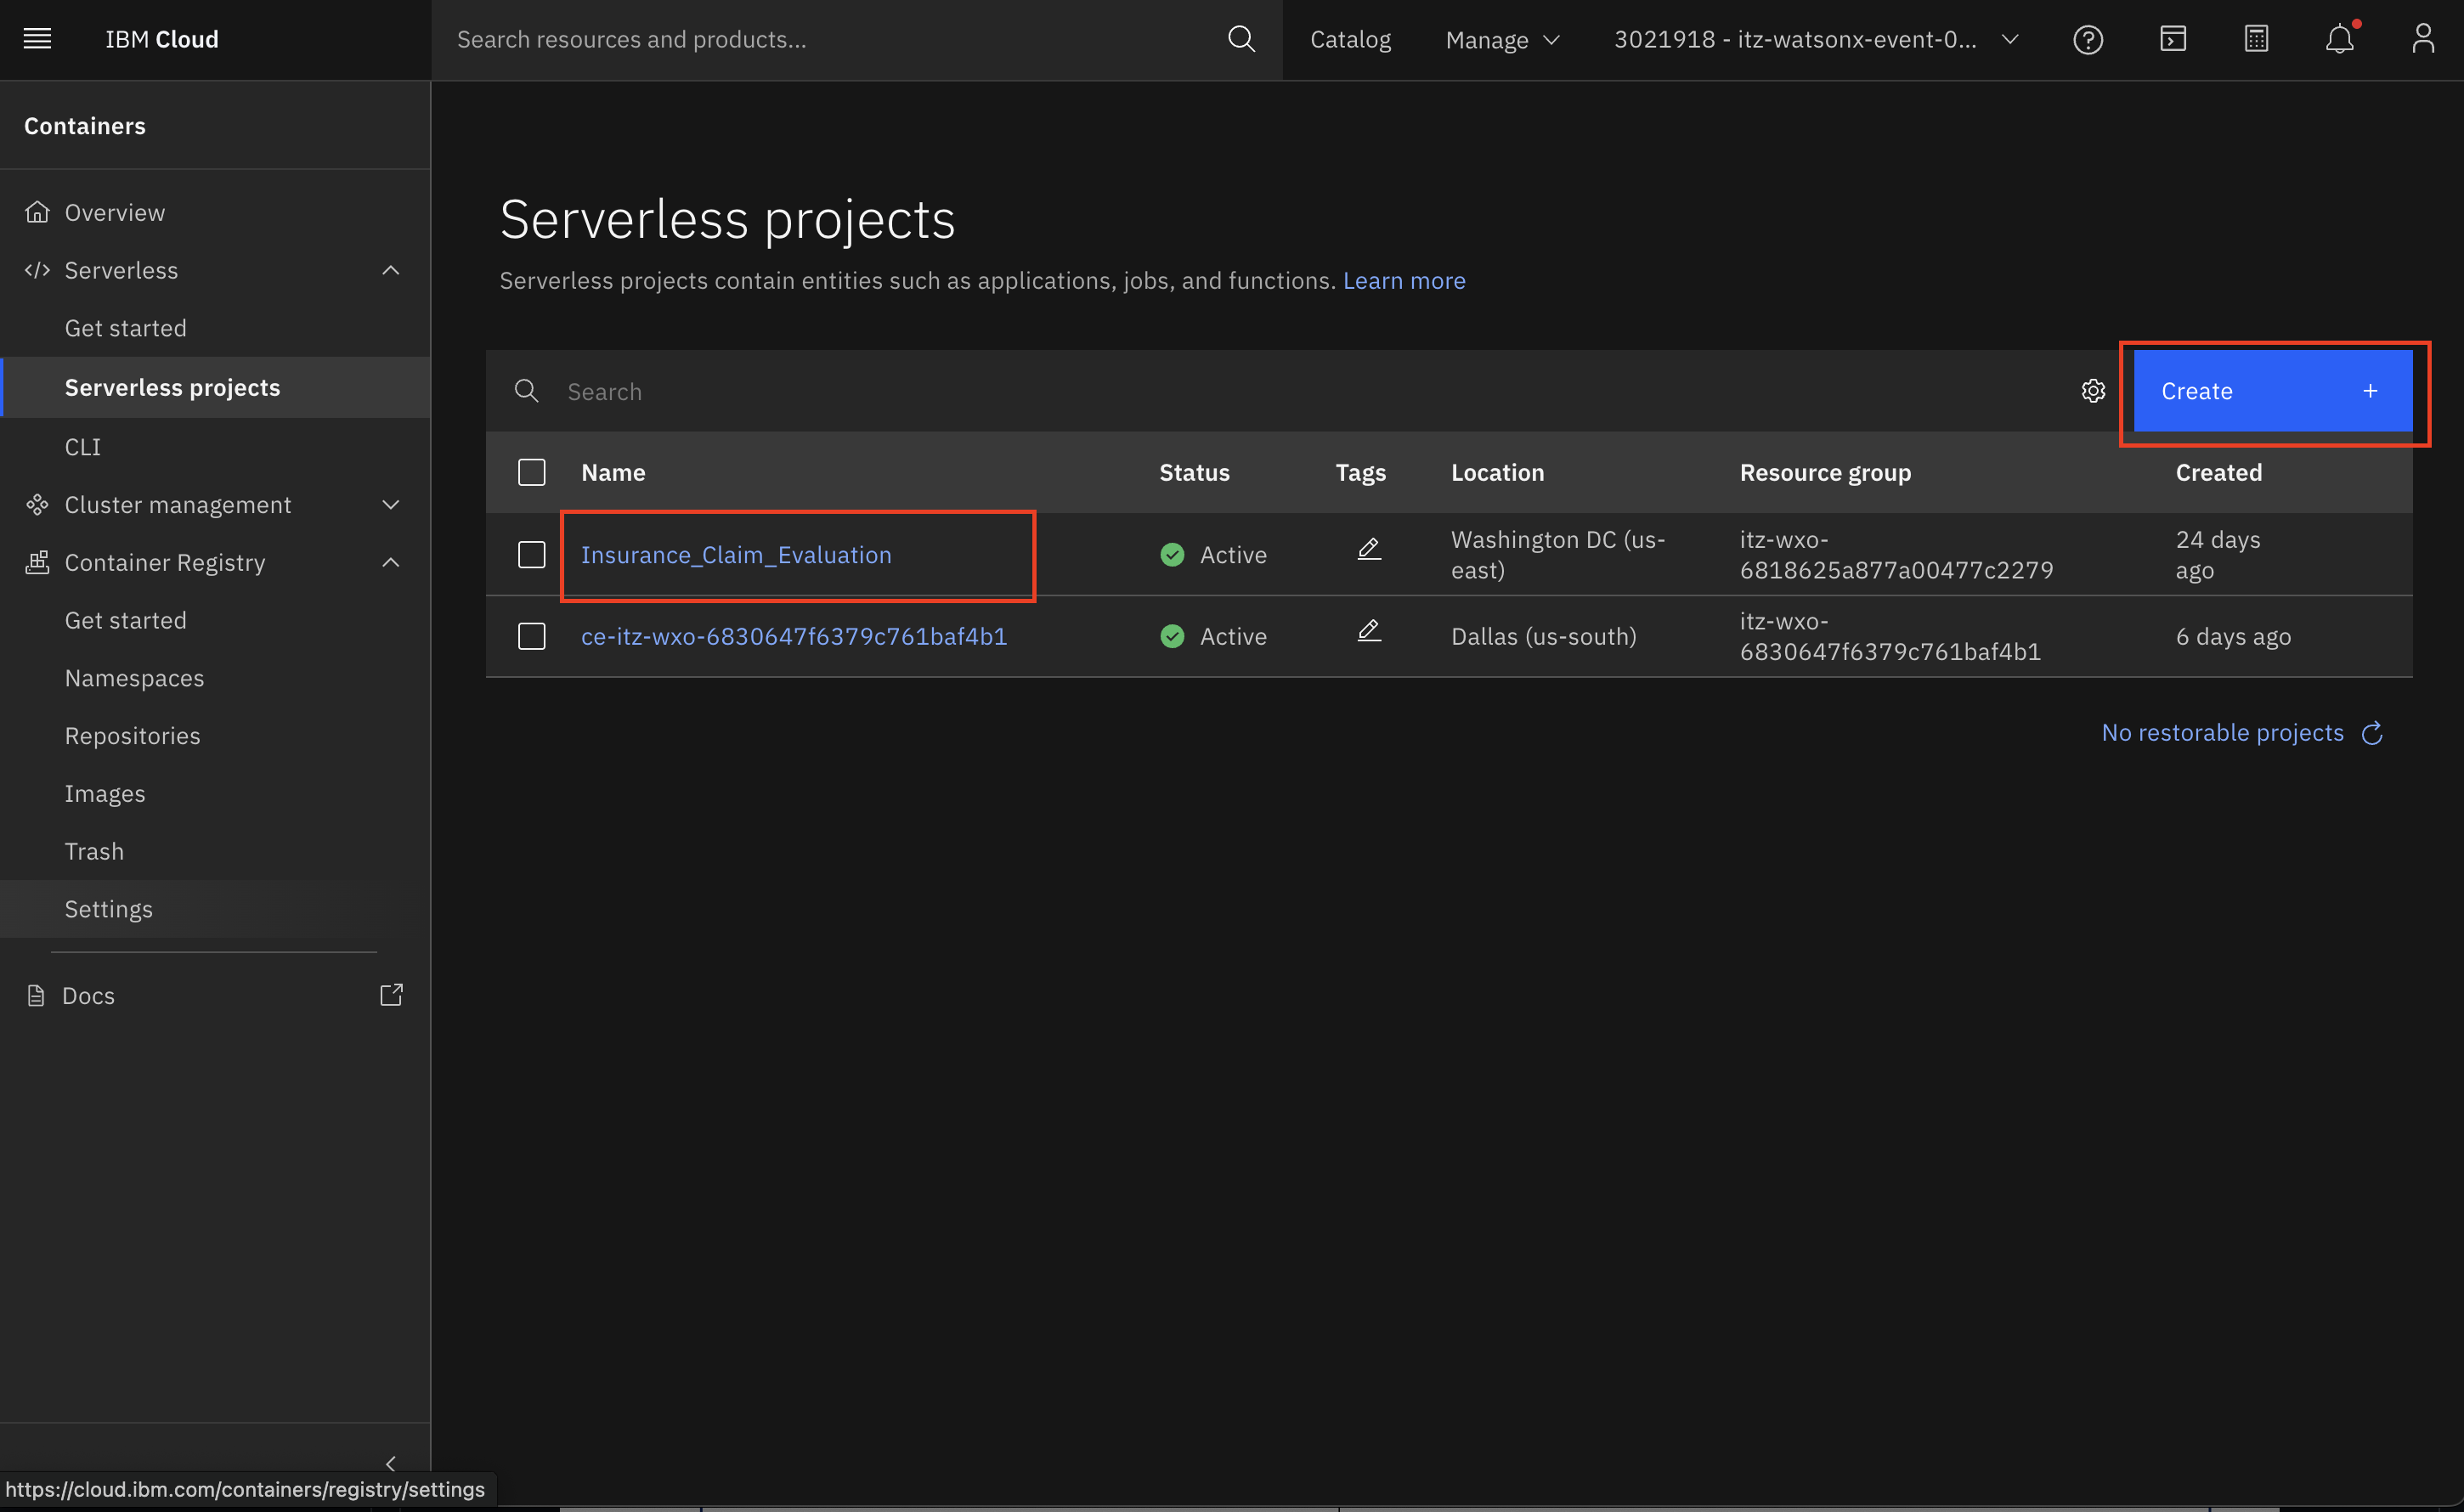 IBM Cloud
Search resources and products...
Catalog
Manage
3021918 - itz-watsonx-event-0...
Containers
Overview
Serverless
Get started
Serverless projects
CLI
Cluster management
Container Registry
Get started
Namespaces
Repositories
Images
Trash
Settings
Docs
Serverless projects
Serverless projects contain entities such as applications, jobs, and functions. Learn more
Search
Create +
Name Status Tags Location Resource group Created
Insurance_Claim_Evaluation Active Washington DC (us-
east) itz-wxo-
6818625a877a00477c2279 24 days
ago
ce-itz-wxo-6830647f6379c761baf4b1 Active Dallas (us-south) itz-wxo-
6830647f6379c761baf4b1 6 days ago
No restorable projects
https://cloud.ibm.com/containers/registry/settings